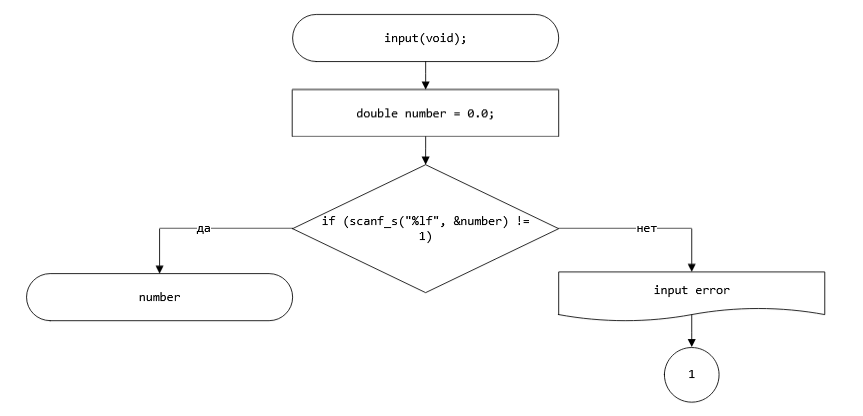 input(void);
double number = 0.0;
if (scanf_s("%lf", &number) !=
1)
да
нет
number
input error
1